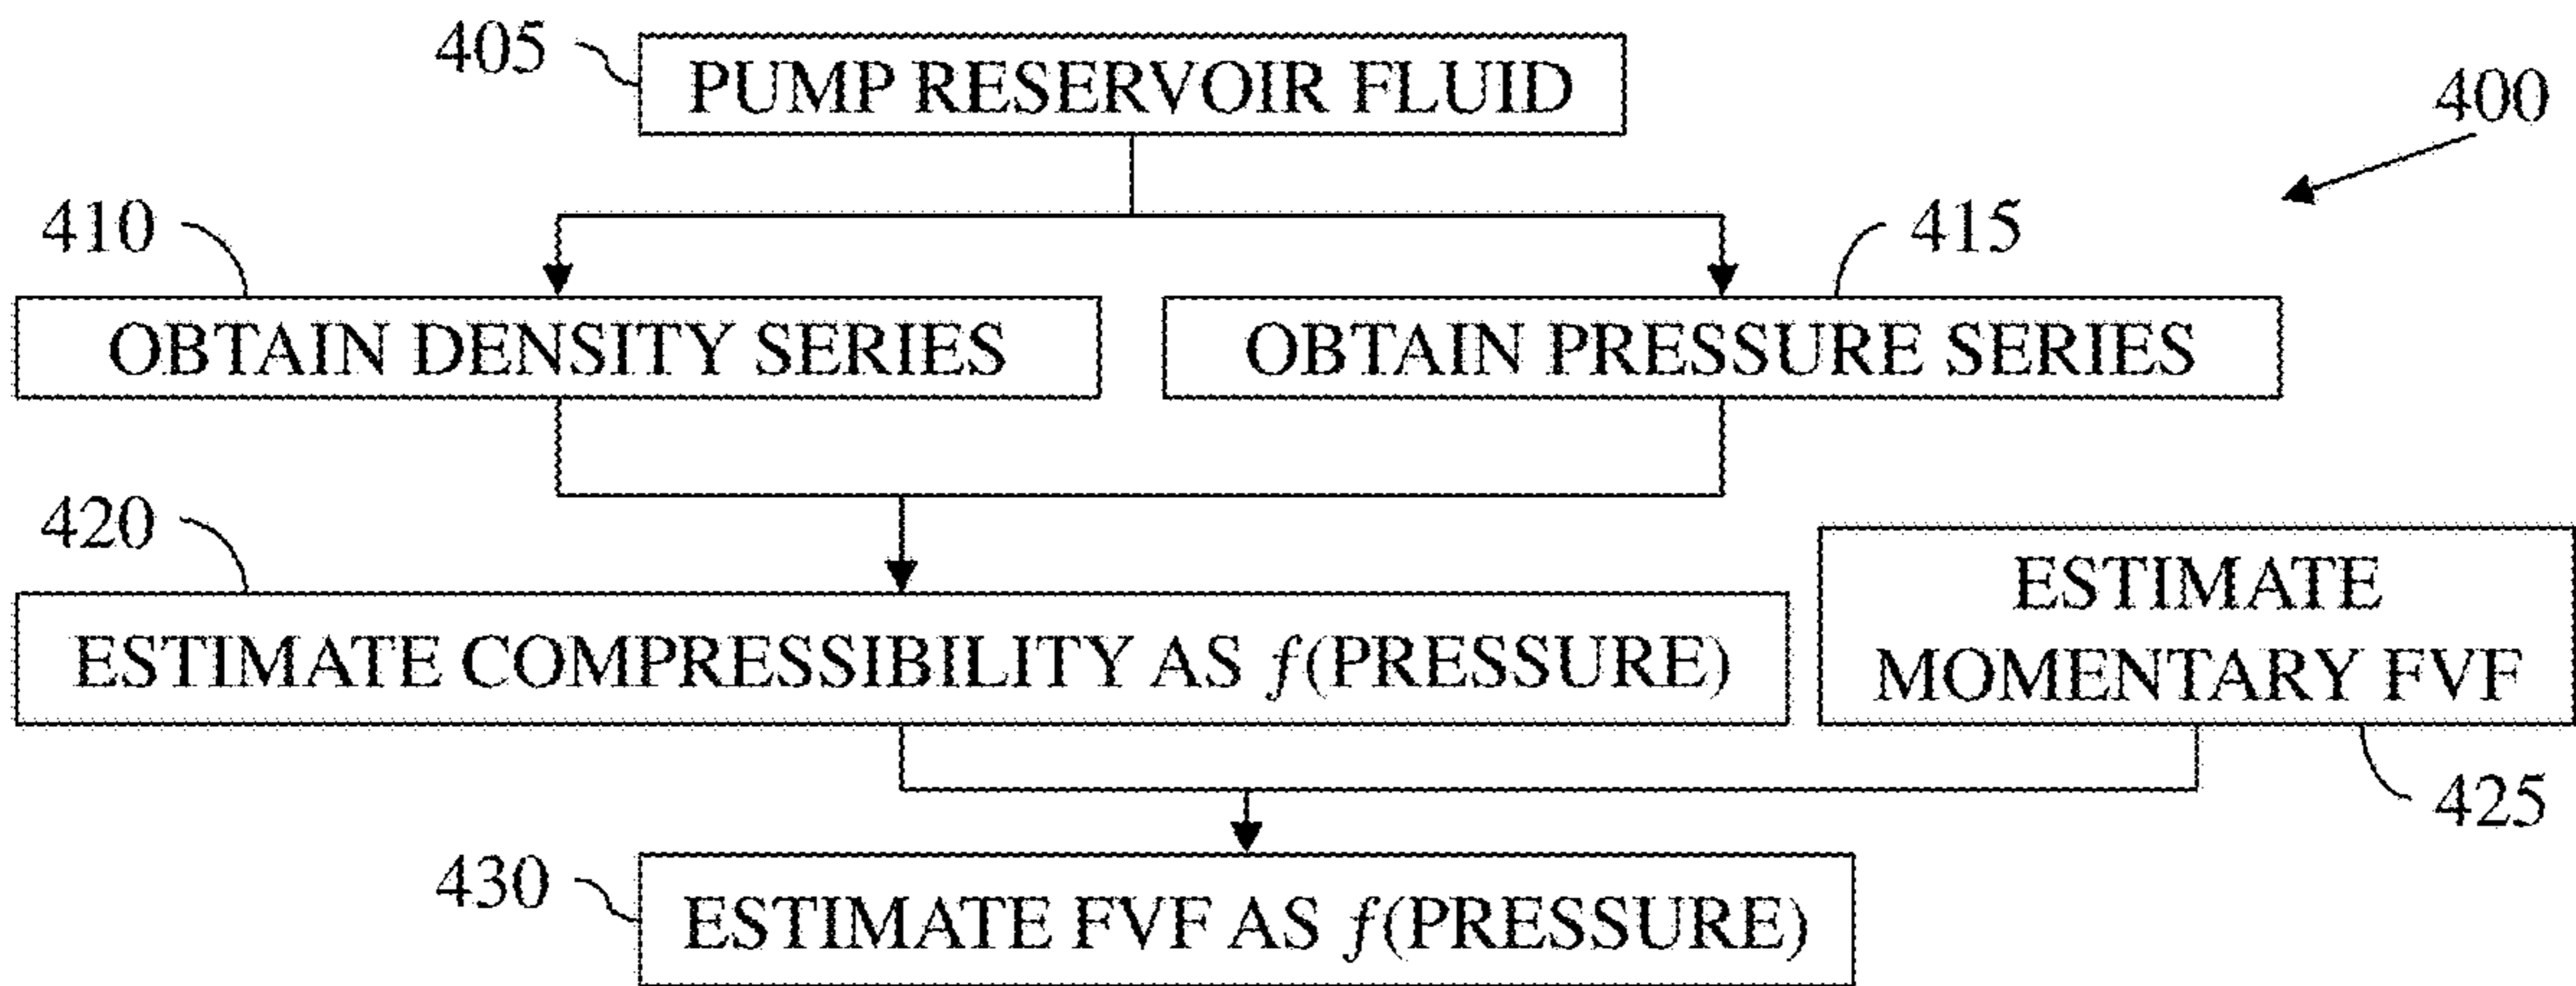 405
PUMP RESERVOIR FLUID
400
410
415
OBTAIN DENSITY SERIES
OBTAIN PRESSURE SERIES
420
ESTIMATE COMPRESSIBILITY AS f(PRESSURE)
ESTIMATE
MOMENTARY FVF
425
430
ESTIMATE FVF AS f(PRESSURE)